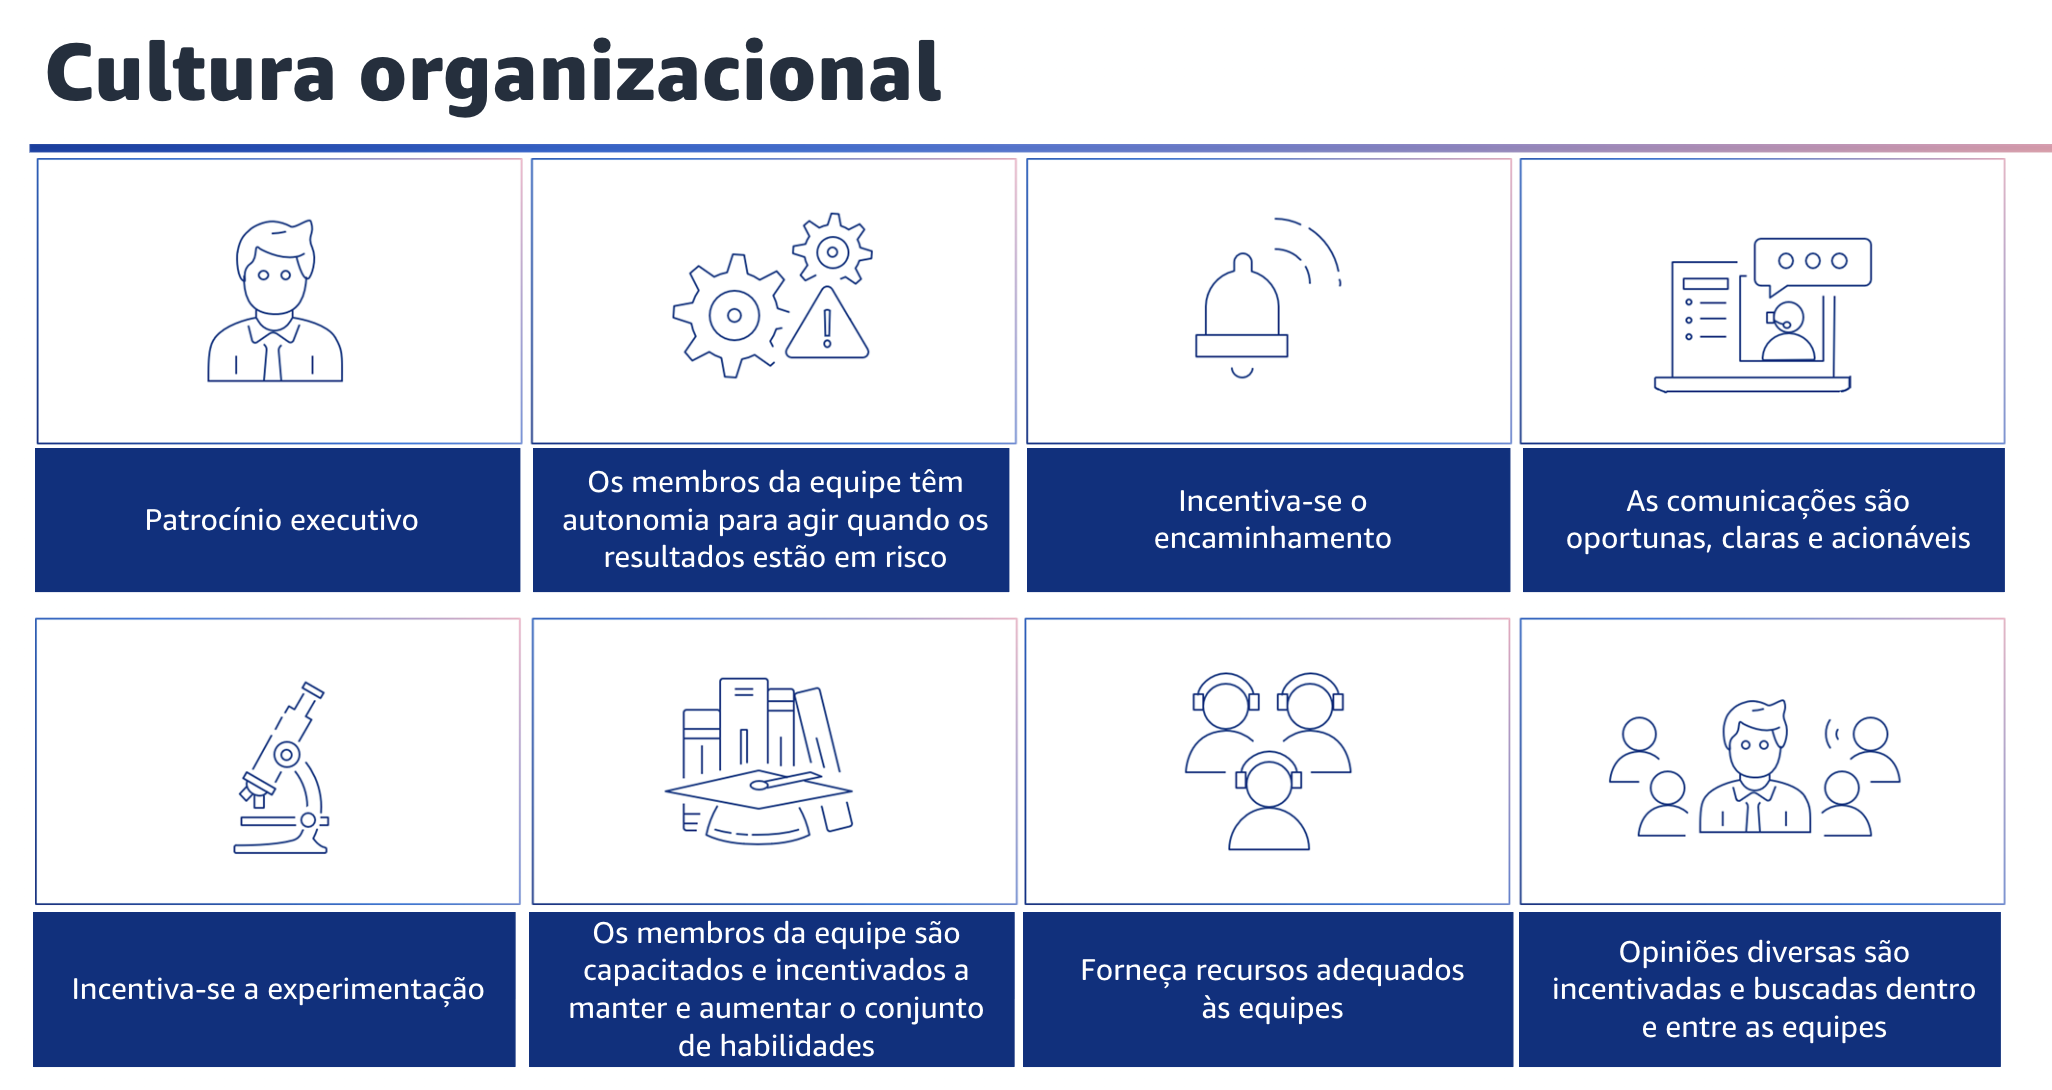 Cultura organizacional
Patrocínio executivo
Os membros da equipe têm
autonomia para agir quando os
resultados estão em risco
Incentiva-se o
encaminhamento
As comunicações são
oportunas, claras e acionáveis
Incentiva-se a experimentação
Os membros da equipe são
capacitados e incentivados a
manter e aumentar o conjunto
de habilidades
Forneça recursos adequados
às equipes
Opiniões diversas são
incentivadas e buscadas dentro
e entre as equipes